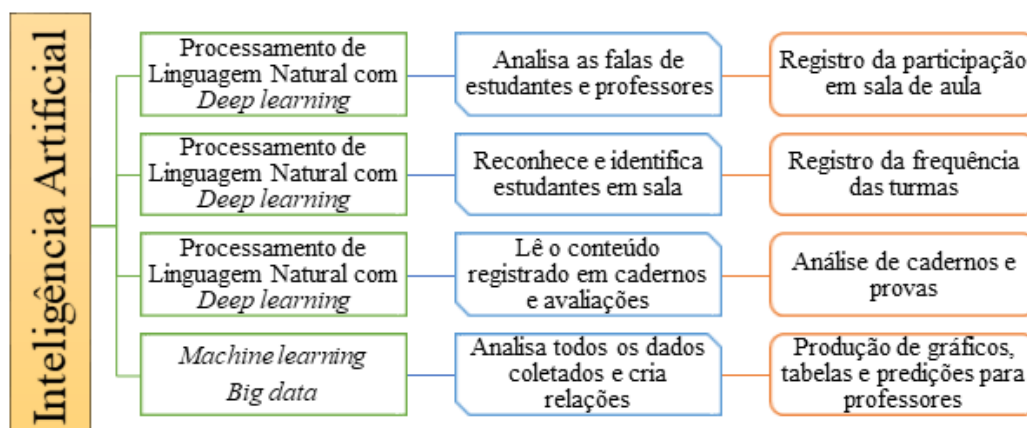 Inteligência Artificial
Processamento de
Linguagem Natural com
Deep learning
Analisa as falas de
estudantes e professores
Registro da participação
em sala de aula
Processamento de
Linguagem Natural com
Deep learning
Reconhece e identifica
estudantes em sala
Registro da frequência
das turmas
Processamento de
Linguagem Natural com
Deep learning
Lê o conteúdo
registrado em cadernos
e avaliações
Análise de cadernos e
provas
Machine learning
Big data
Analisa todos os dados
coletados e cria
relações
Produção de gráficos,
tabelas e predições para
professores